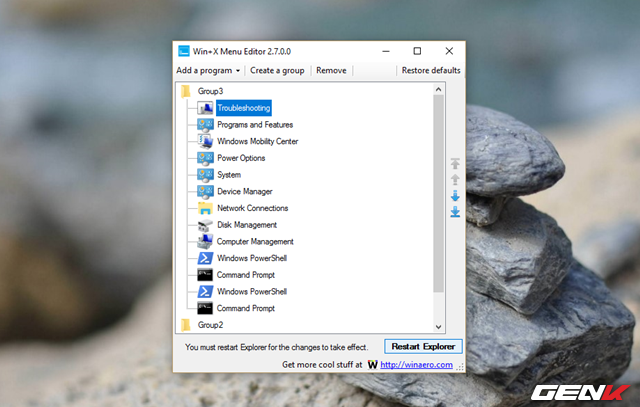 Win+X Menu Editor 2.7.0.0
Add a program Create a group Remove Restore defaults
Group3
Troubleshooting
Programs and Features
Windows Mobility Center
Power Options
System
Device Manager
Network Connections
Disk Management
Computer Management
Windows PowerShell
Command Prompt
Windows PowerShell
Command Prompt
Group2
You must restart Explorer for the changes to take effect. Restart Explorer
Get more cool stuff at W http://winaero.com
GENK